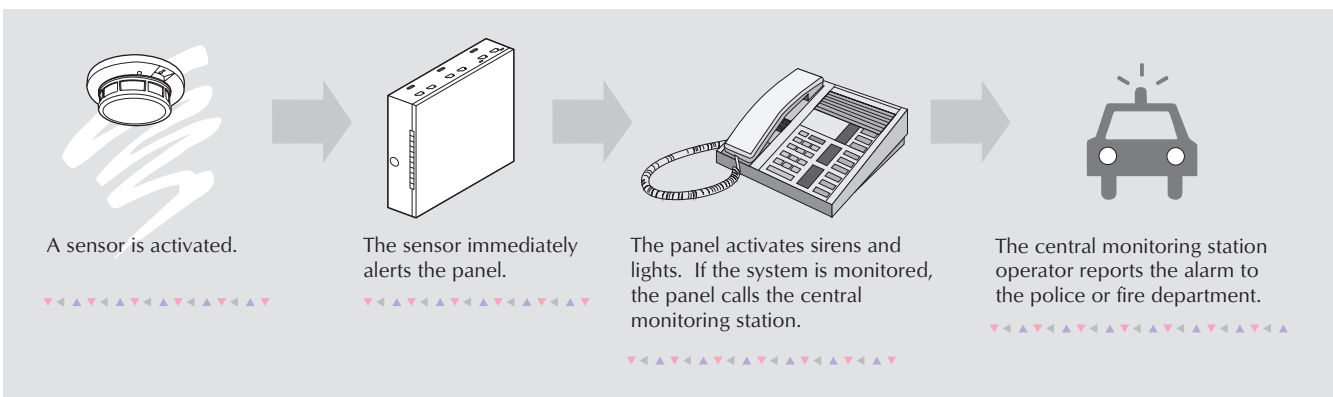 A sensor is activated.
The sensor immediately
alerts the panel.
The panel activates sirens and
lights.  If the system is monitored,
the panel calls the central
monitoring station.
The central monitoring station
operator reports the alarm to
the police or fire department.